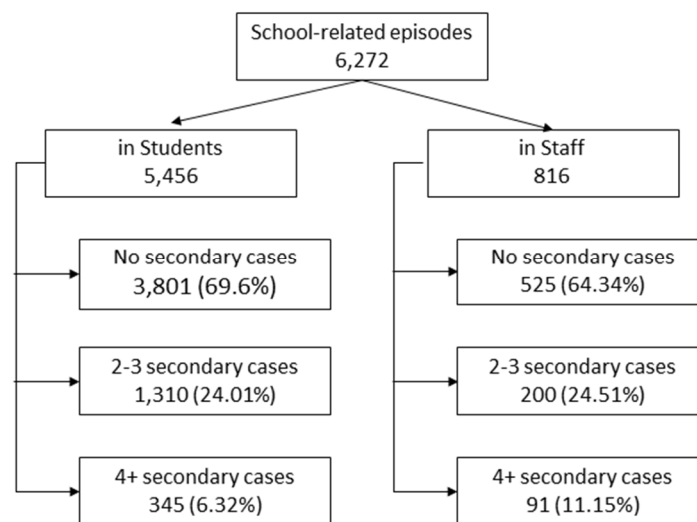 School-related episodes
6,272
in Students
5,456
in Staff
816
No secondary cases
3,801 (69.6%)
2-3 secondary cases
1,310 (24.01%)
4+ secondary cases
345 (6.32%)
No secondary cases
525 (64.34%)
2-3 secondary cases
200 (24.51%)
4+ secondary cases
91 (11.15%)